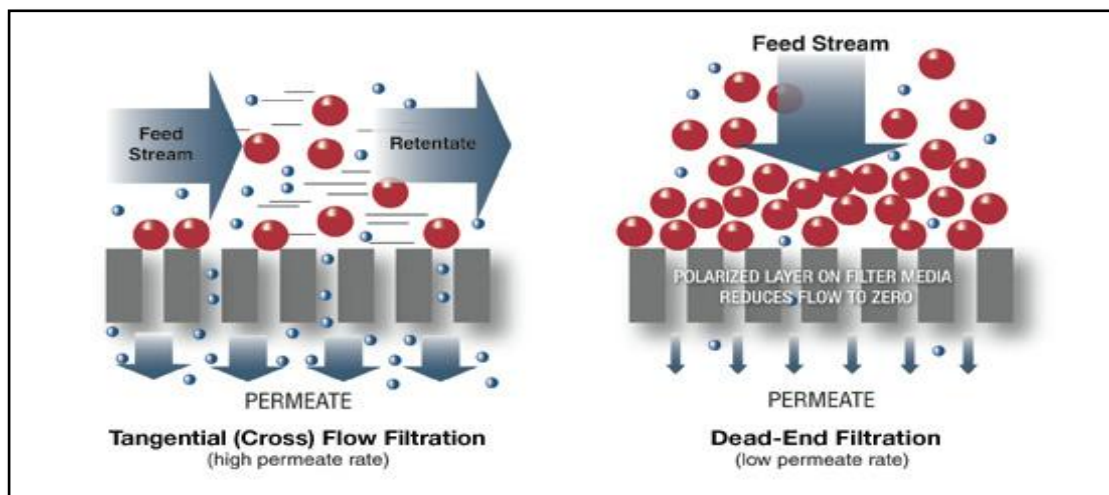 Feed
Stream
Retentate
PERMEATE
Tangential (Cross) Flow Filtration
(high permeate rate)
Feed Stream
POLARIZED LAYER ON FILTER MEDIA
REDUCES FLOW TO ZERO
PERMEATE
Dead-End Filtration
(low permeate rate)